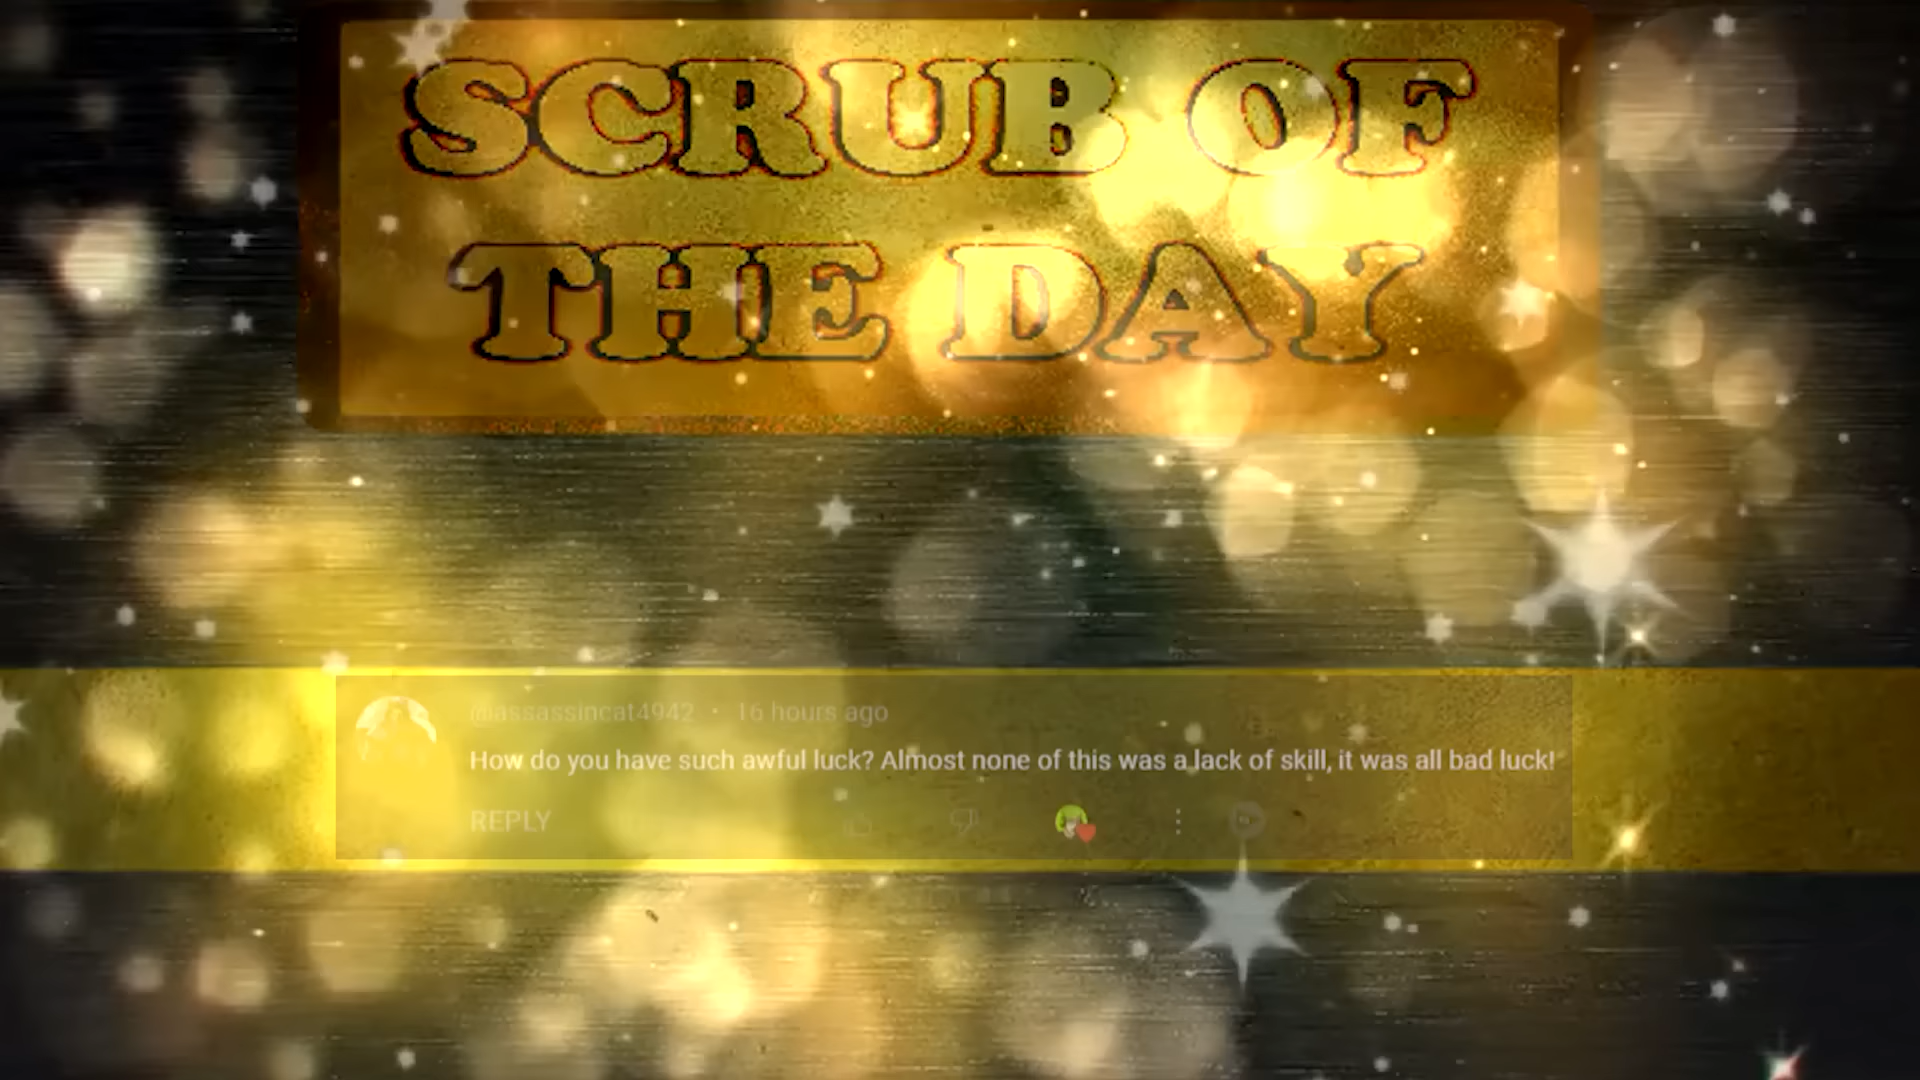 SCRUB OF
THE DAY
@assassincat4942 · 16 hours ago
How do you have such awful luck? Almost none of this was a lack of skill, it was all bad luck!
REPLY